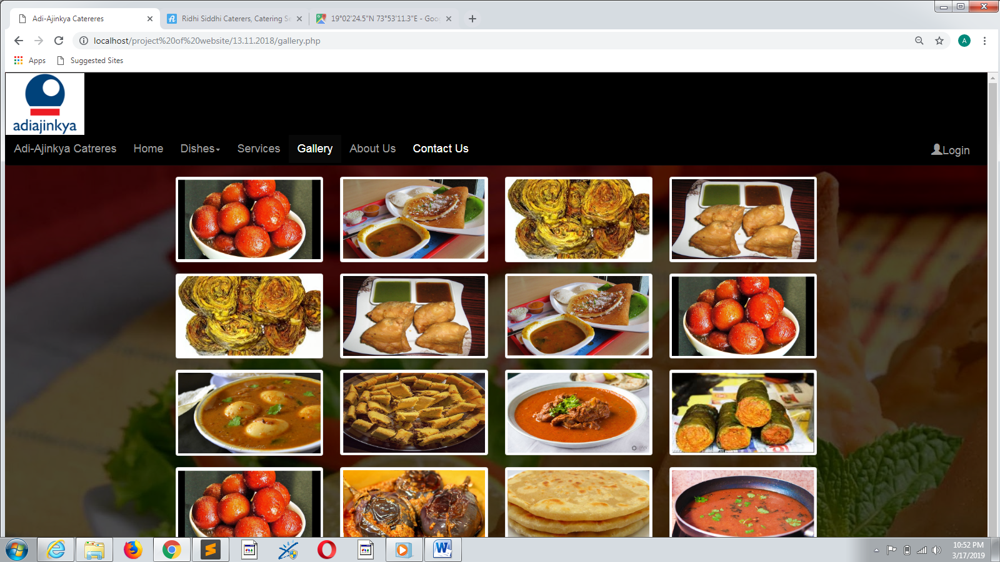 Adi-Ajinkya Catereres
Ridhi Siddhi Caterers, Catering Se
19°02'24.5"N 73°53'11.3"E - Goo
localhost/project%20of%20website/13.11.2018/gallery.php
A
Apps
Suggested Sites
adiajinkya
Adi-Ajinkya Catreres
Home
Dishes
Services
Gallery
About Us
Contact Us
Login
10:52 PM
3/17/2019